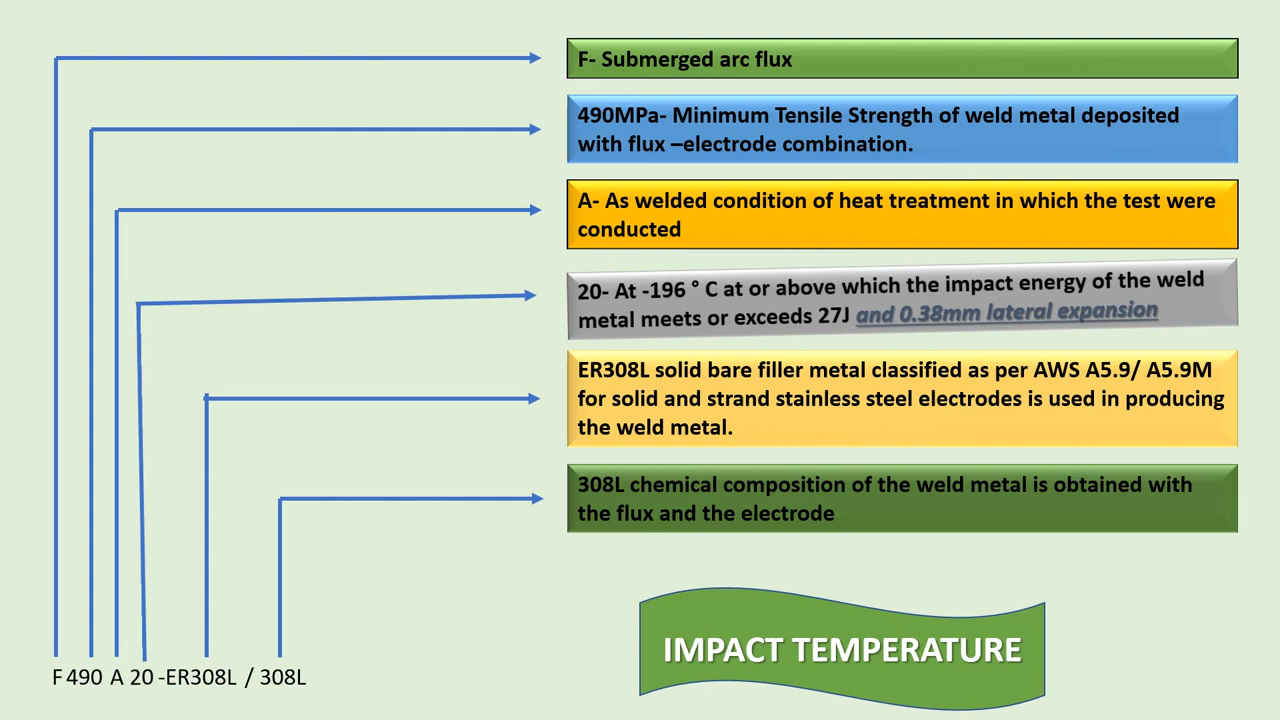 F- Submerged arc flux
490MPa- Minimum Tensile Strength of weld metal deposited
with flux –electrode combination.
A- As welded condition of heat treatment in which the test were
conducted
20- At -196 ° C at or above which the impact energy of the weld
metal meets or exceeds 27J and 0.38mm lateral expansion
ER308L solid bare filler metal classified as per AWS A5.9/ A5.9M
for solid and strand stainless steel electrodes is used in producing
the weld metal.
308L chemical composition of the weld metal is obtained with
the flux and the electrode
IMPACT TEMPERATURE
F 490 A 20 -ER308L / 308L